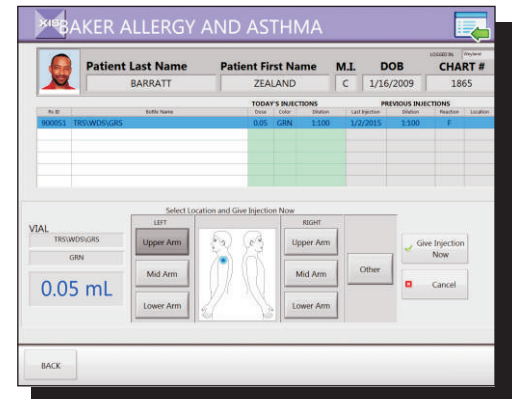 XIS BAKER ALLERGY AND ASTHMA
LOGGED IN: Weyland
Patient Last Name Patient First Name M.I. DOB CHART #
BARRATT ZEALAND C 1/16/2009 1865
TODAY'S INJECTIONS PREVIOUS INJECTIONS
Rx ID Bottle Name Dose Color Dilution Last Injection Dilution Reaction Location
900051 TRS\WDS\GRS 0.05 GRN 1:100 1/2/2015 1:100 F
Select Location and Give Injection Now
VIAL LEFT RIGHT
TRS\WDS\GRS Upper Arm Upper Arm Give Injection Now
GRN Mid Arm Mid Arm Other
0.05 mL Lower Arm Lower Arm Cancel
BACK